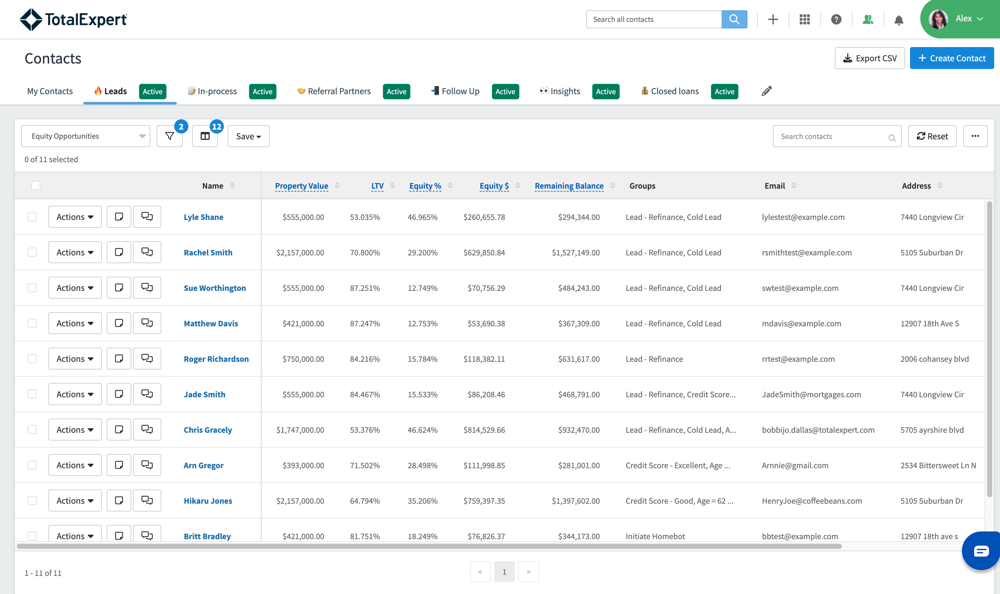 TotalExpert
Search all contacts
Alex
Contacts
Export CSV
+ Create Contact
My Contacts
🔥 Leads Active
📝 In-process Active
🤝 Referral Partners Active
📲 Follow Up Active
👀 Insights Active
💰 Closed loans Active
Equity Opportunities
2
12
Save
Search contacts
Reset
0 of 11 selected
Name Property Value LTV Equity % Equity $ Remaining Balance Groups Email Address
Actions Lyle Shane $555,000.00 53.035% 46.965% $260,655.78 $294,344.00 Lead - Refinance, Cold Lead lylestest@example.com 7440 Longview Cir
Actions Rachel Smith $2,157,000.00 70.800% 29.200% $629,850.84 $1,527,149.00 Lead - Refinance, Cold Lead rsmithtest@example.com 5105 Suburban Dr
Actions Sue Worthington $555,000.00 87.251% 12.749% $70,756.29 $484,243.00 Lead - Refinance, Cold Lead swtest@example.com 7440 Longview Cir
Actions Matthew Davis $421,000.00 87.247% 12.753% $53,690.38 $367,309.00 Lead - Refinance, Cold Lead mdavis@example.com 12907 18th Ave S
Actions Roger Richardson $750,000.00 84.216% 15.784% $118,382.11 $631,617.00 Lead - Refinance rrtest@example.com 2006 cohansey blvd
Actions Jade Smith $555,000.00 84.467% 15.533% $86,208.46 $468,791.00 Lead - Refinance, Credit Score... JadeSmith@mortgages.com 7440 Longview Cir
Actions Chris Gracely $1,747,000.00 53.376% 46.624% $814,529.66 $932,470.00 Lead - Refinance, Cold Lead, A... bobbijo.dallas@totalexpert.com 5705 ayrshire blvd
Actions Arn Gregor $393,000.00 71.502% 28.498% $111,998.85 $281,001.00 Credit Score - Excellent, Age ... Arnnie@gmail.com 2534 Bittersweet Ln N
Actions Hikaru Jones $2,157,000.00 64.794% 35.206% $759,397.35 $1,397,602.00 Credit Score - Good, Age = 62 ... HenryJoe@coffeebeans.com 5105 Suburban Dr
Actions Britt Bradley $421,000.00 81.751% 18.249% $76,826.37 $344,173.00 Initiate Homebot bbtest@example.com 12907 18th ave s
1 - 11 of 11
< 1 >